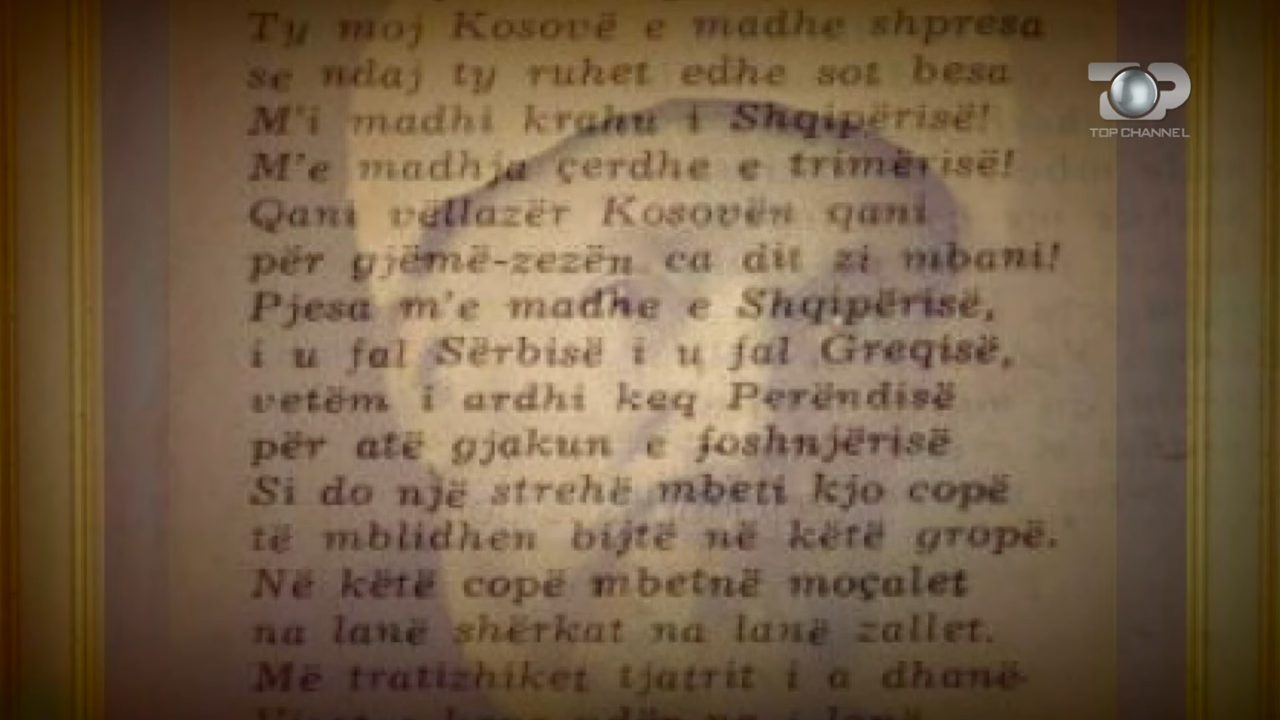 Ty moj Kosovë e madhe shpresa
se ndaj ty ruhet edhe sot besa
M'i madhi krahu i Shqipërisë!
M'e madhja çerdhe e trimërisë!
Qani vëllazër Kosovën qani
për gjëmë-zezën ca dit zi mbani!
Pjesa m'e madhe e Shqipërisë,
i u fal Sërbisë i u fal Greqisë,
vetëm i ardhi keq Perëndisë
për atë gjakun e foshnjërisë
Si do një strehë mbeti kjo copë
të mblidhen bijtë në këtë gropë.
Në këtë copë mbetnë moçalet
na lanë shërkat na lanë zallet.
Më tratizhiket tjatrit i a dhanë
TOP CHANNEL